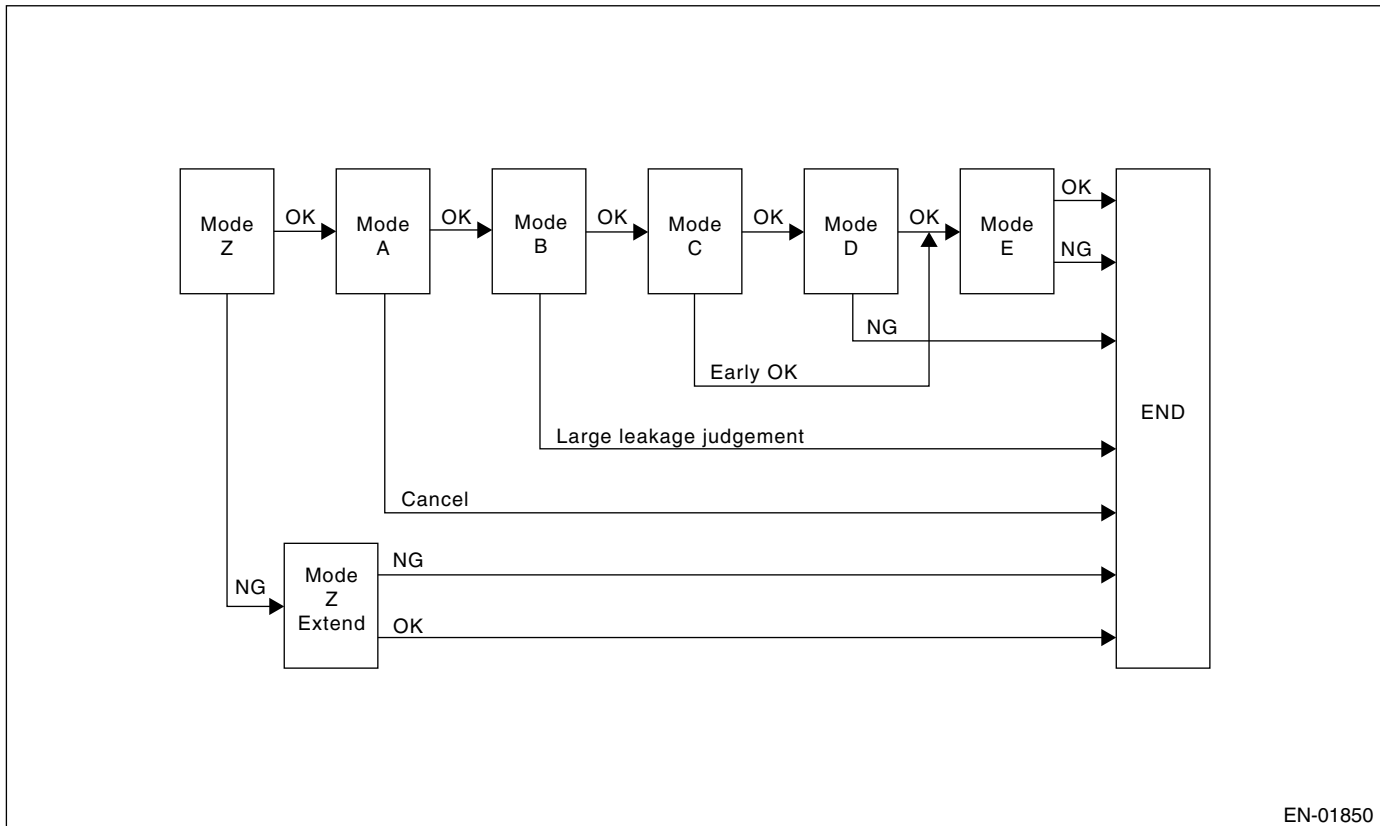 Mode
Z
OK
Mode
A
OK
Mode
B
OK
Mode
C
OK
Mode
D
OK
Mode
E
OK
NG
NG
Early OK
END
Large leakage judgement
Cancel
NG
Mode
Z
Extend
NG
OK
EN-01850